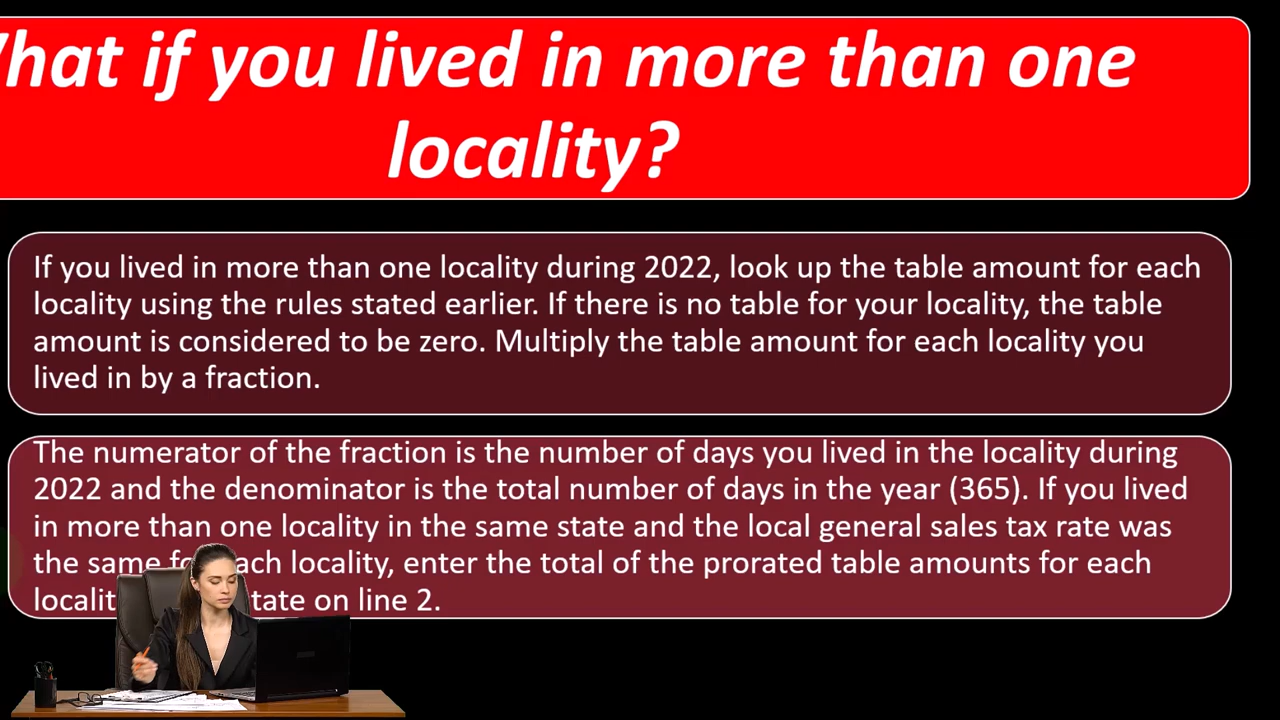 hat if you lived in more than one
locality?
If you lived in more than one locality during 2022, look up the table amount for each
locality using the rules stated earlier. If there is no table for your locality, the table
amount is considered to be zero. Multiply the table amount for each locality you
lived in by a fraction.
The numerator of the fraction is the number of days you lived in the locality during
2022 and the denominator is the total number of days in the year (365). If you lived
in more than one locality in the same state and the local general sales tax rate was
the same ach locality, enter the total of the prorated table amounts for each
localit tate on line 2.